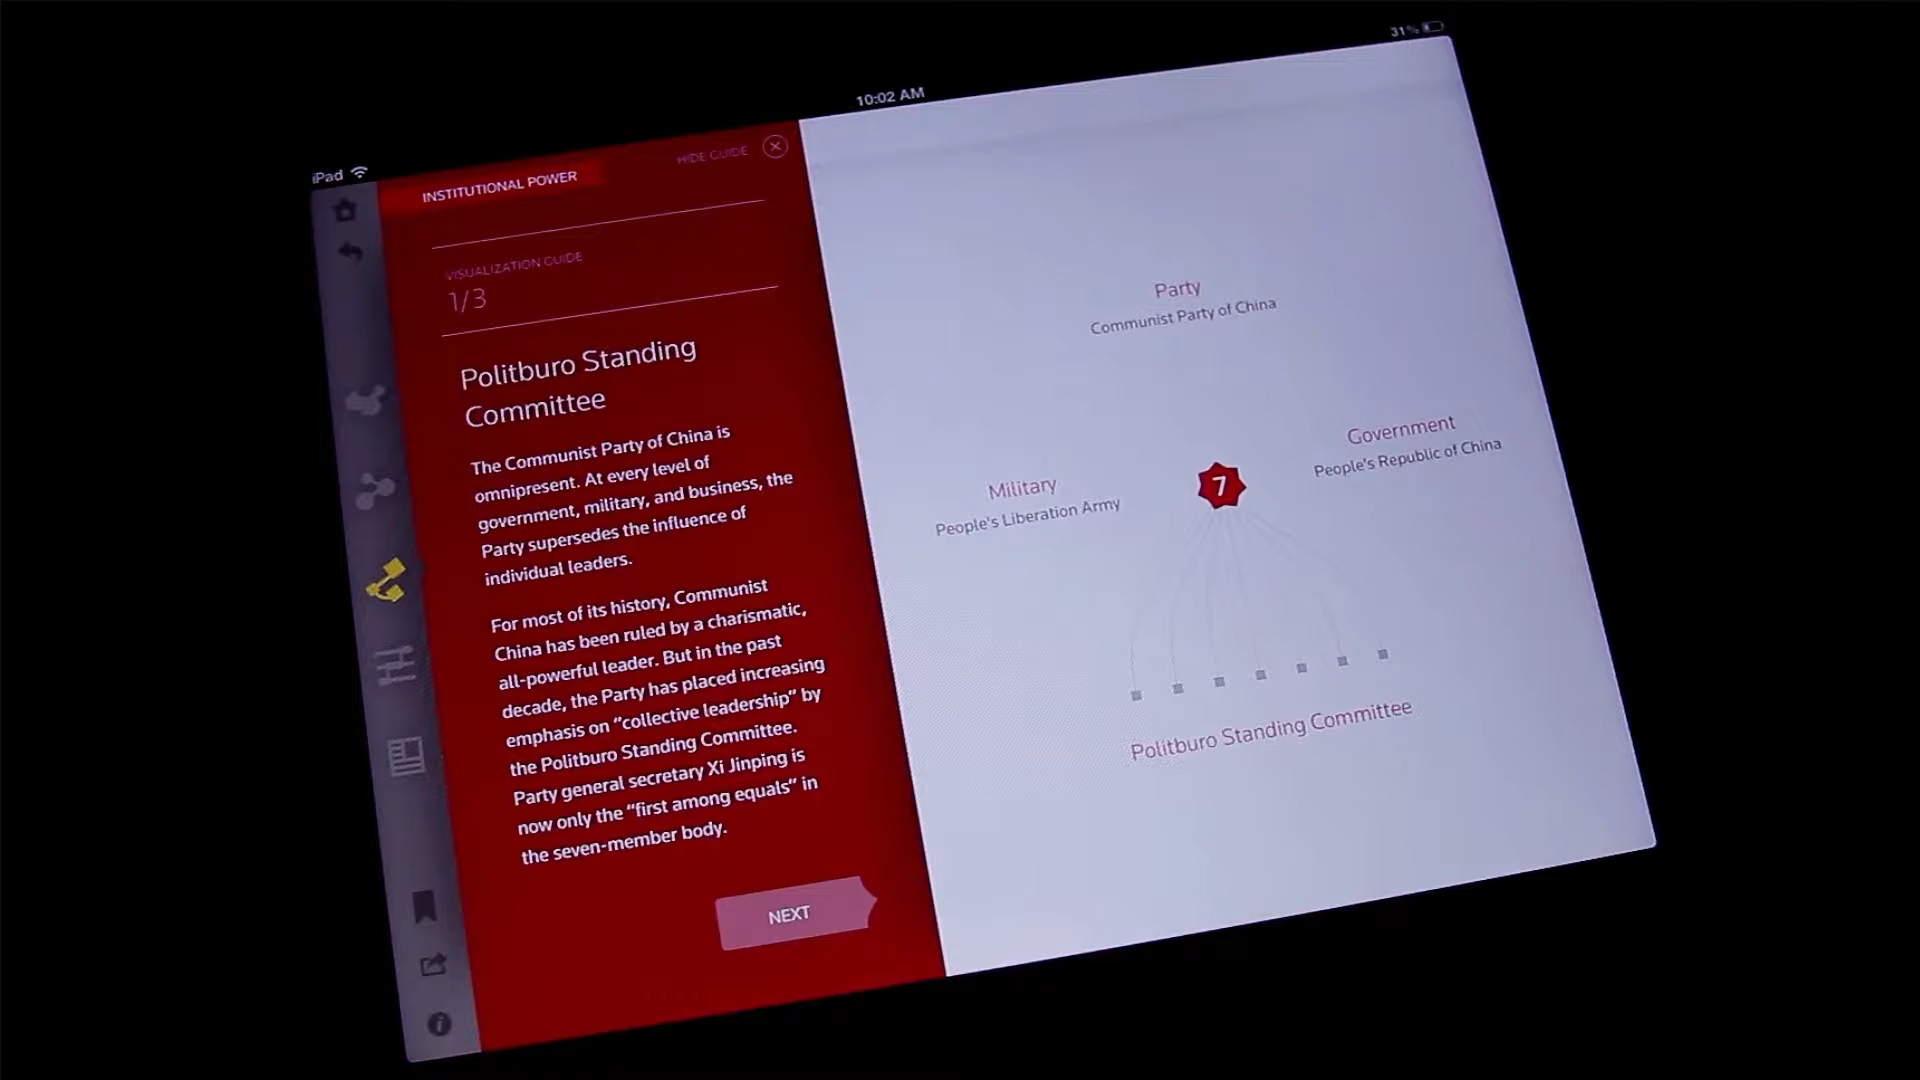 iPad
10:02 AM
31%
INSTITUTIONAL POWER
HIDE GUIDE
VISUALIZATION GUIDE
1/3
Politburo Standing
Committee
The Communist Party of China is
omnipresent. At every level of
government, military, and business, the
Party supersedes the influence of
individual leaders.
For most of its history, Communist
China has been ruled by a charismatic,
all-powerful leader. But in the past
decade, the Party has placed increasing
emphasis on "collective leadership" by
the Politburo Standing Committee.
Party general secretary Xi Jinping is
now only the "first among equals" in
the seven-member body.
NEXT
Party
Communist Party of China
Government
People's Republic of China
Military
People's Liberation Army
7
Politburo Standing Committee